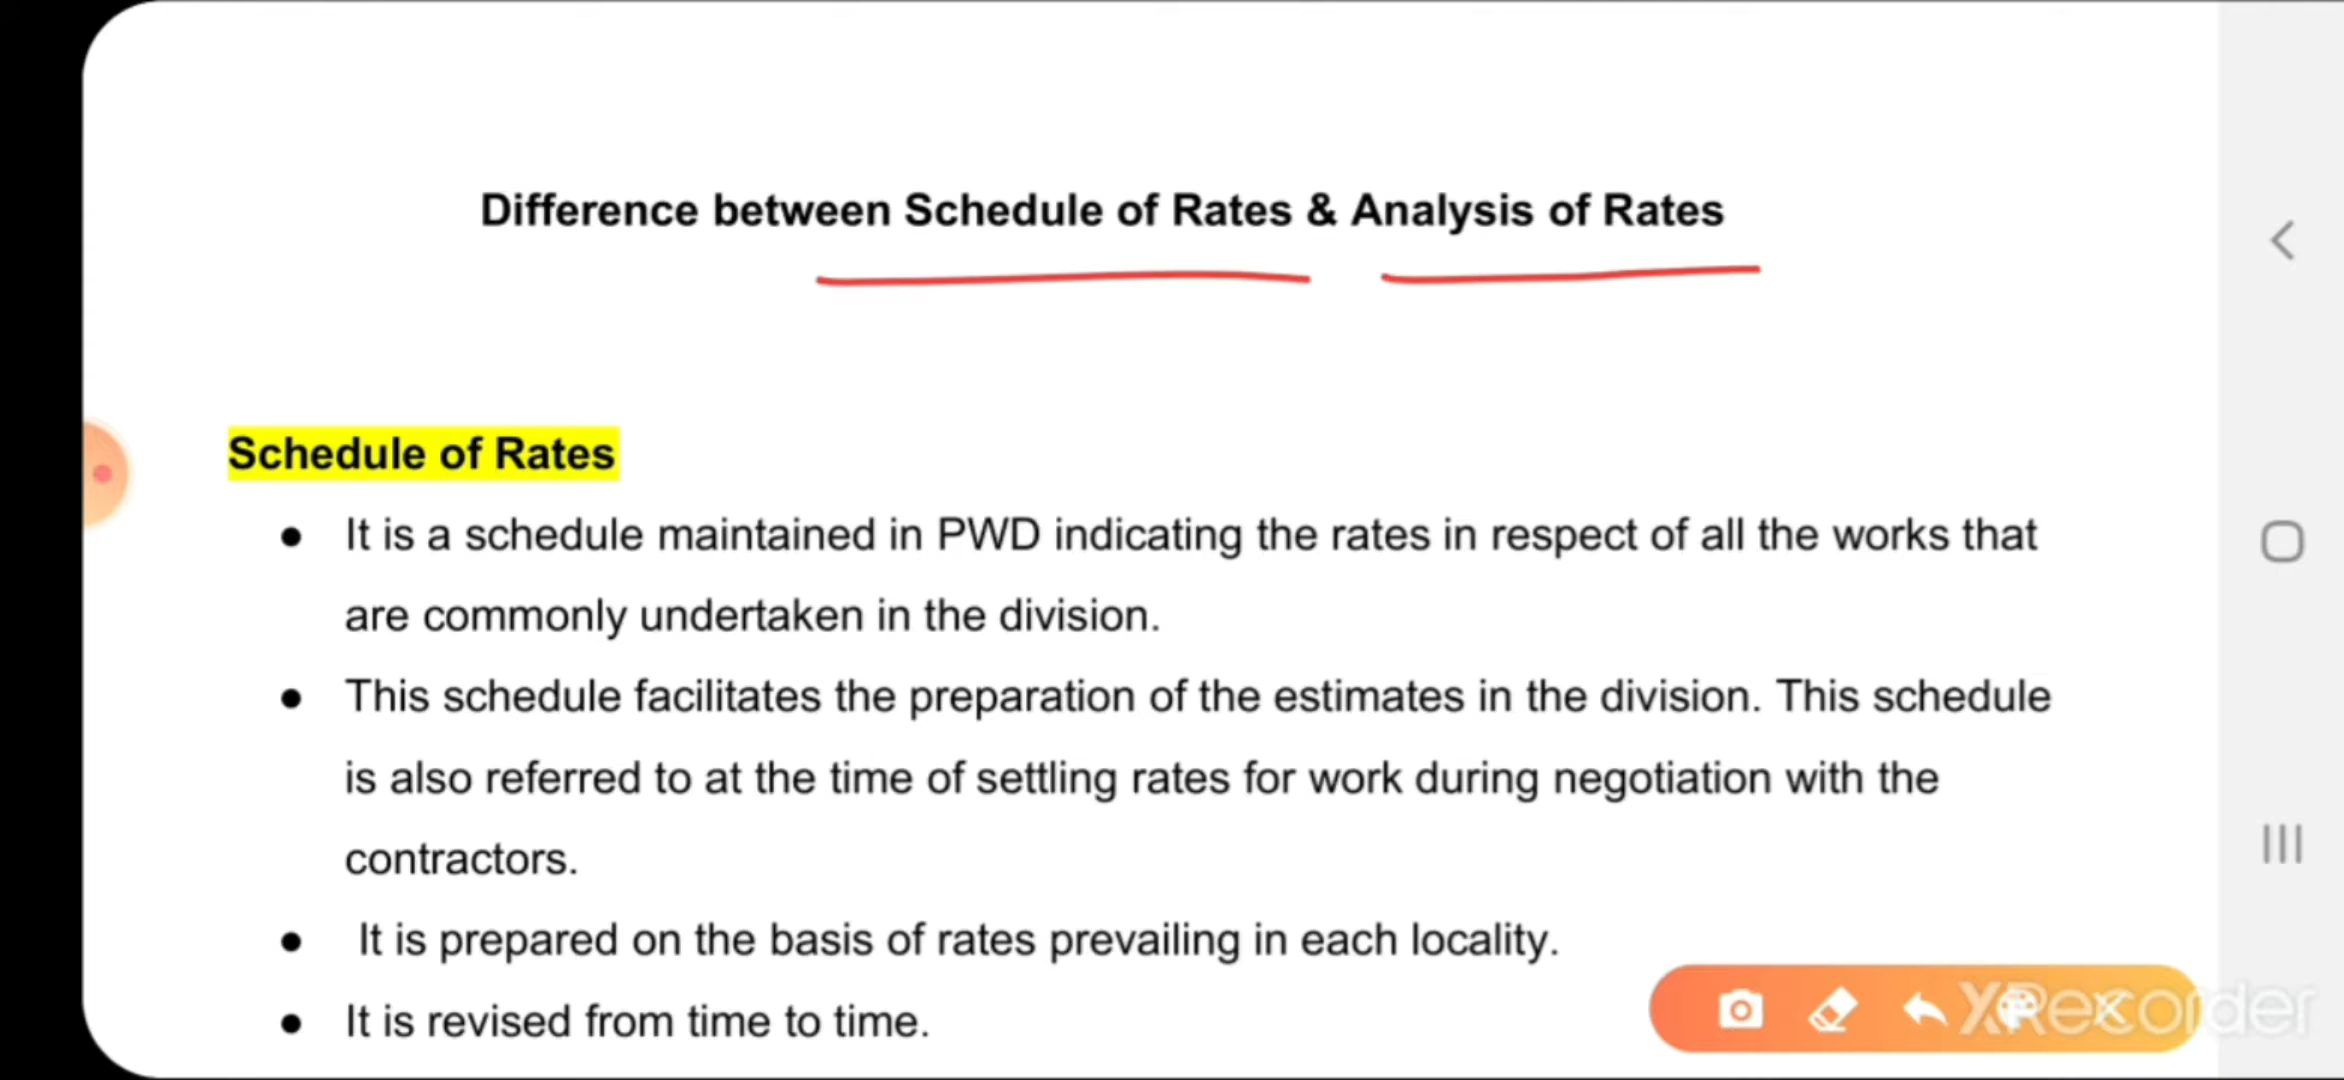 Difference between Schedule of Rates & Analysis of Rates
Schedule of Rates
● It is a schedule maintained in PWD indicating the rates in respect of all the works that
are commonly undertaken in the division.
● This schedule facilitates the preparation of the estimates in the division. This schedule
is also referred to at the time of settling rates for work during negotiation with the
contractors.
● It is prepared on the basis of rates prevailing in each locality.
● It is revised from time to time.
XRecorder